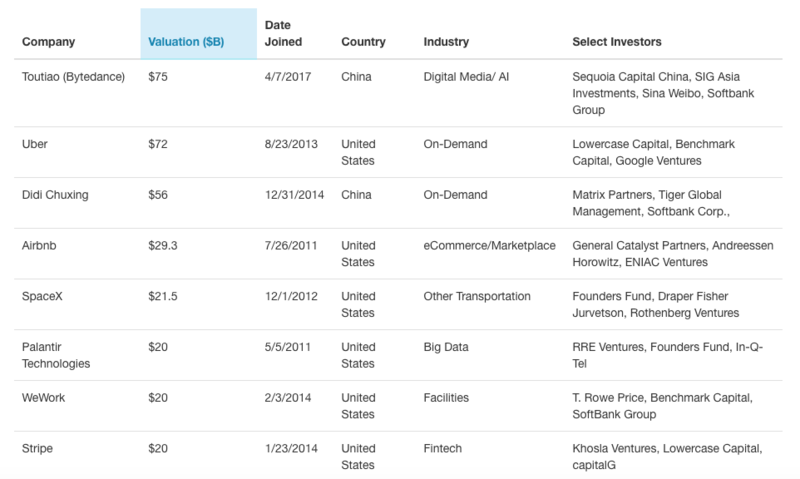 Company Valuation ($B) Date Joined Country Industry Select Investors
Toutiao (Bytedance) $75 4/7/2017 China Digital Media/ AI Sequoia Capital China, SIG Asia
Investments, Sina Weibo, Softbank
Group
Uber $72 8/23/2013 United States On-Demand Lowercase Capital, Benchmark
Capital, Google Ventures
Didi Chuxing $56 12/31/2014 China On-Demand Matrix Partners, Tiger Global
Management, Softbank Corp.,
Airbnb $29.3 7/26/2011 United States eCommerce/Marketplace General Catalyst Partners, Andreessen
Horowitz, ENIAC Ventures
SpaceX $21.5 12/1/2012 United States Other Transportation Founders Fund, Draper Fisher
Jurvetson, Rothenberg Ventures
Palantir Technologies $20 5/5/2011 United States Big Data RRE Ventures, Founders Fund, In-Q-
Tel
WeWork $20 2/3/2014 United States Facilities T. Rowe Price, Benchmark Capital,
SoftBank Group
Stripe $20 1/23/2014 United States Fintech Khosla Ventures, Lowercase Capital,
capitalG